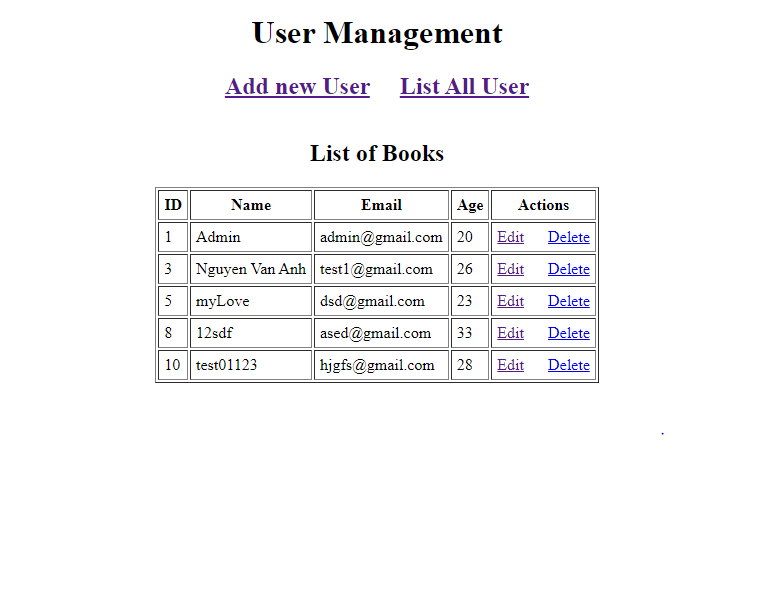 User Management
Add new User List All User
List of Books
ID Name Email Age Actions
1 Admin admin@gmail.com 20 Edit Delete
3 Nguyen Van Anh test1@gmail.com 26 Edit Delete
5 myLove dsd@gmail.com 23 Edit Delete
8 12sdf ased@gmail.com 33 Edit Delete
10 test01123 hjgfs@gmail.com 28 Edit Delete